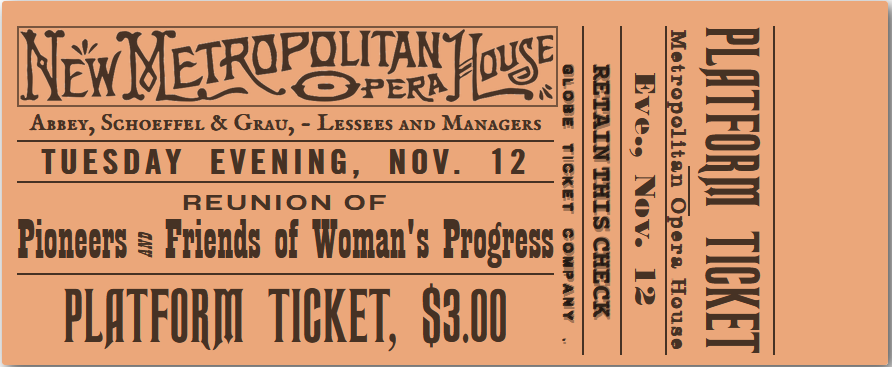 New Metropolitan Opera House
Abbey, Schoeffel & Grau, - Lessees and Managers
TUESDAY EVENING, NOV. 12
REUNION OF
Pioneers AND Friends of Woman's Progress
PLATFORM TICKET, $3.00
GLOBE TICKET COMPANY
RETAIN THIS CHECK
Eve., Nov. 12
Metropolitan Opera House
PLATFORM TICKET